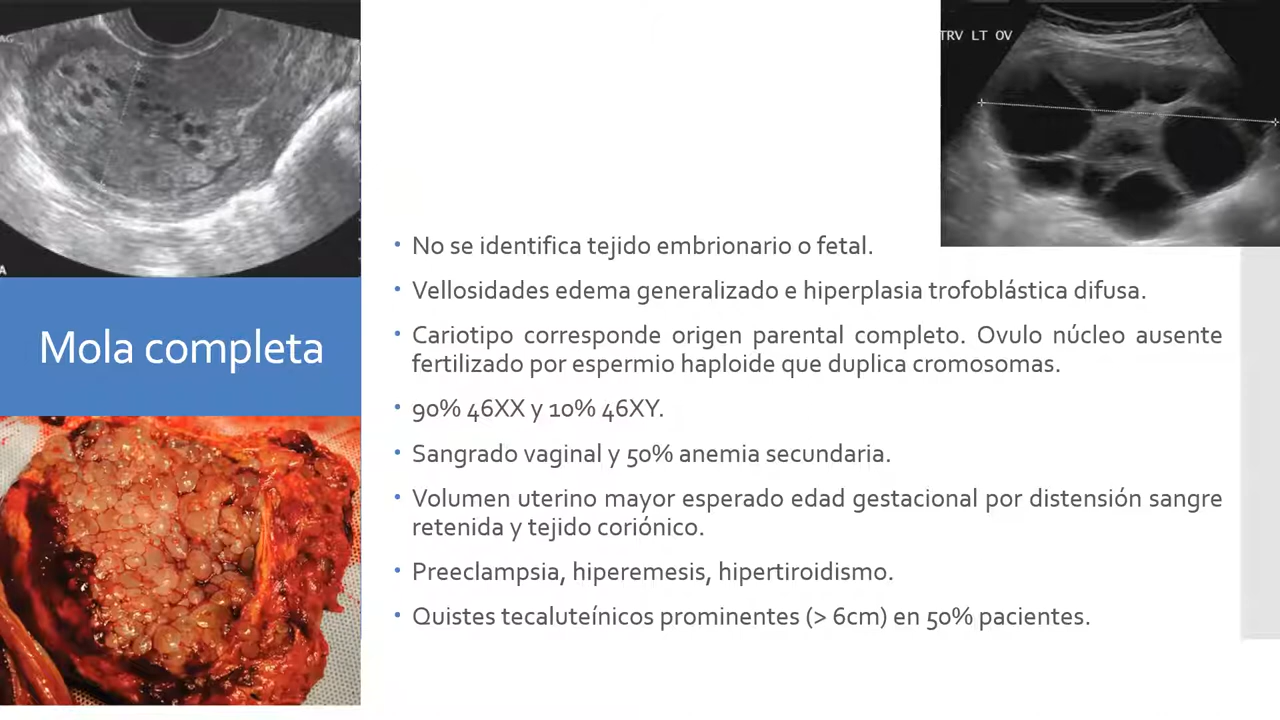 TRV LT OV
Mola completa
No se identifica tejido embrionario o fetal.
Vellosidades edema generalizado e hiperplasia trofoblástica difusa.
Cariotipo corresponde origen parental completo. Ovulo núcleo ausente
fertilizado por espermio haploide que duplica cromosomas.
90% 46XX y 10% 46XY.
Sangrado vaginal y 50% anemia secundaria.
Volumen uterino mayor esperado edad gestacional por distensión sangre
retenida y tejido coriónico.
Preeclampsia, hiperemesis, hipertiroidismo.
Quistes tecaluteínicos prominentes (> 6cm) en 50% pacientes.